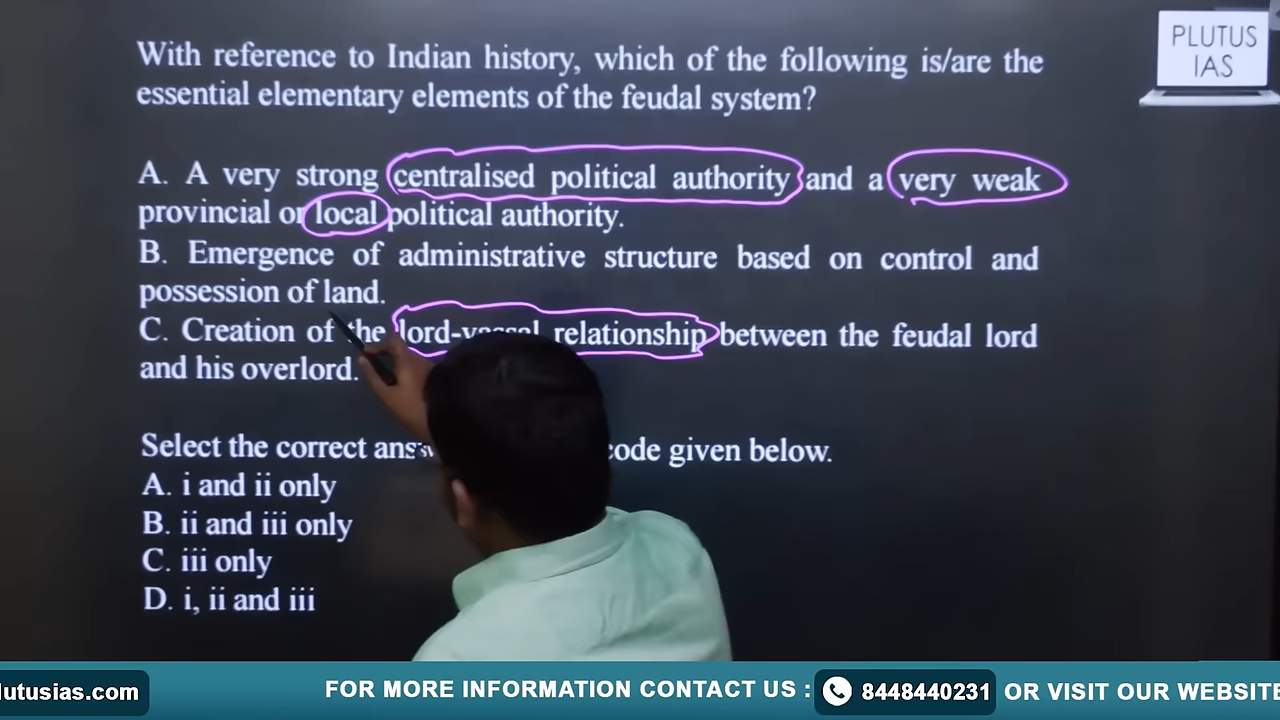 PLUTUS
IAS
With reference to Indian history, which of the following is/are the
essential elementary elements of the feudal system?
A. A very strong centralised political authority and a very weak
provincial or local political authority.
B. Emergence of administrative structure based on control and
possession of land.
C. Creation of the lord-vassal relationship between the feudal lord
and his overlord.
Select the correct code given below.
A. i and ii only
B. ii and iii only
C. iii only
D. i, ii and iii
lutusias.com FOR MORE INFORMATION CONTACT US : 8448440231 OR VISIT OUR WEBSITE